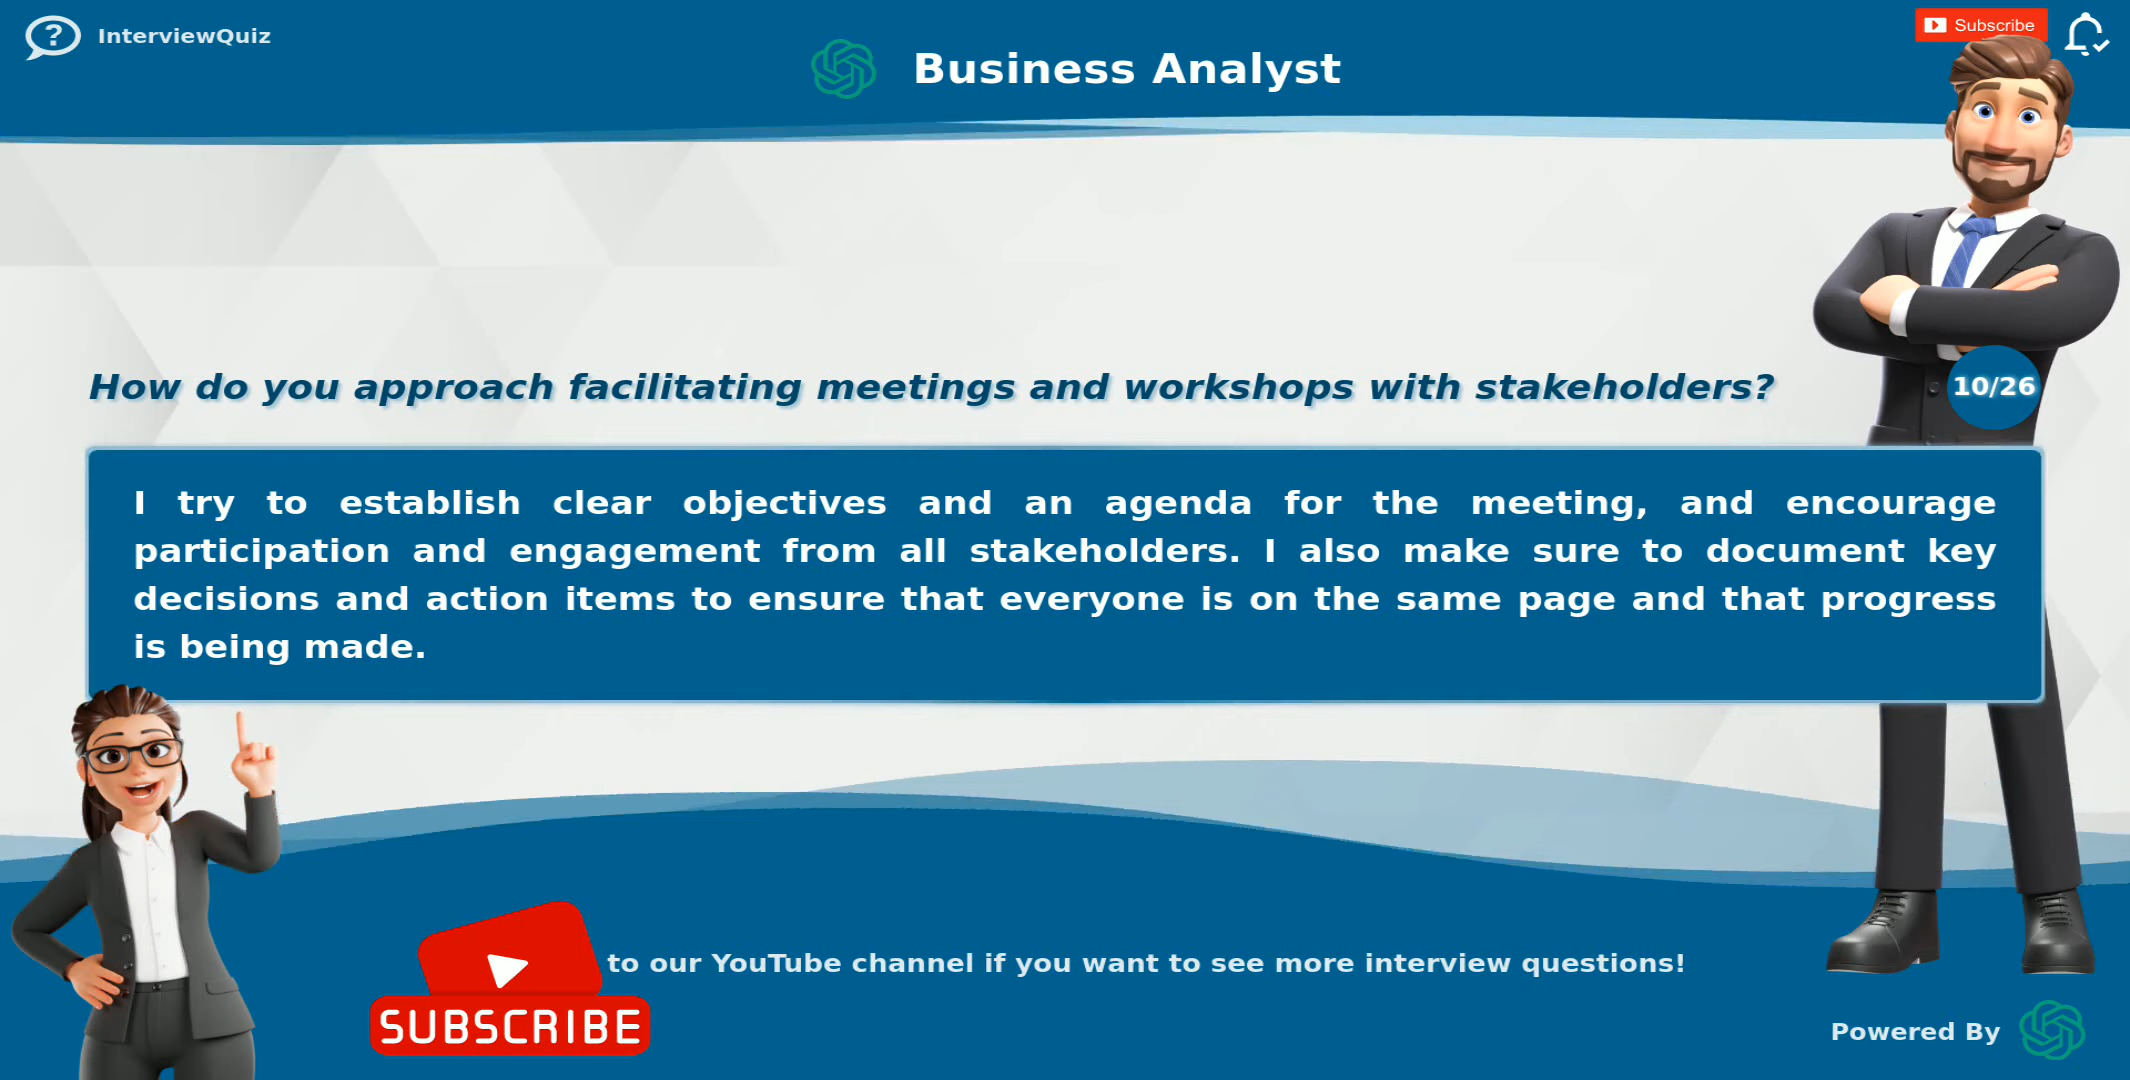 InterviewQuiz
Subscribe
Business Analyst
How do you approach facilitating meetings and workshops with stakeholders?
10/26
I try to establish clear objectives and an agenda for the meeting, and encourage
participation and engagement from all stakeholders. I also make sure to document key
decisions and action items to ensure that everyone is on the same page and that progress
is being made.
to our YouTube channel if you want to see more interview questions!
SUBSCRIBE
Powered By